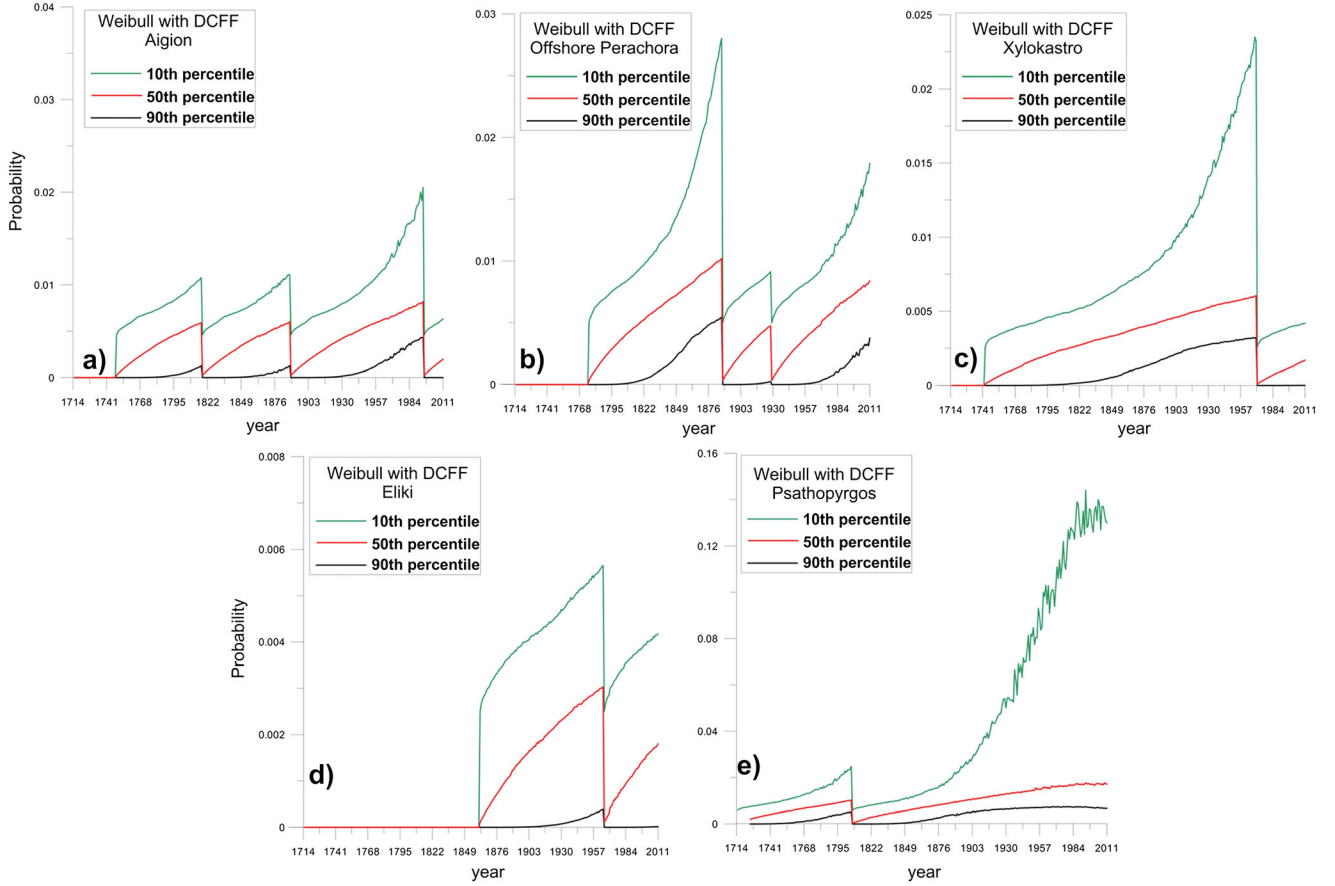 Weibull with DCFF
Aigion
10th percentile
50th percentile
90th percentile
0.04
0.03
0.02
0.01
0
Probability
a)
1714 1741 1768 1795 1822 1849 1876 1903 1930 1957 1984 2011
year
Weibull with DCFF
Offshore Perachora
10th percentile
50th percentile
90th percentile
0.03
0.02
0.01
0
b)
1714 1741 1768 1795 1822 1849 1876 1903 1930 1957 1984 2011
year
Weibull with DCFF
Xylokastro
10th percentile
50th percentile
90th percentile
0.025
0.02
0.015
0.01
0.005
0
c)
1714 1741 1768 1795 1822 1849 1876 1903 1930 1957 1984 2011
year
Weibull with DCFF
Eliki
10th percentile
50th percentile
90th percentile
0.008
0.006
0.004
0.002
0
Probability
d)
1714 1741 1768 1795 1822 1849 1876 1903 1930 1957 1984 2011
year
Weibull with DCFF
Psathopyrgos
10th percentile
50th percentile
90th percentile
0.16
0.12
0.08
0.04
0
e)
1714 1741 1768 1795 1822 1849 1876 1903 1930 1957 1984 2011
year